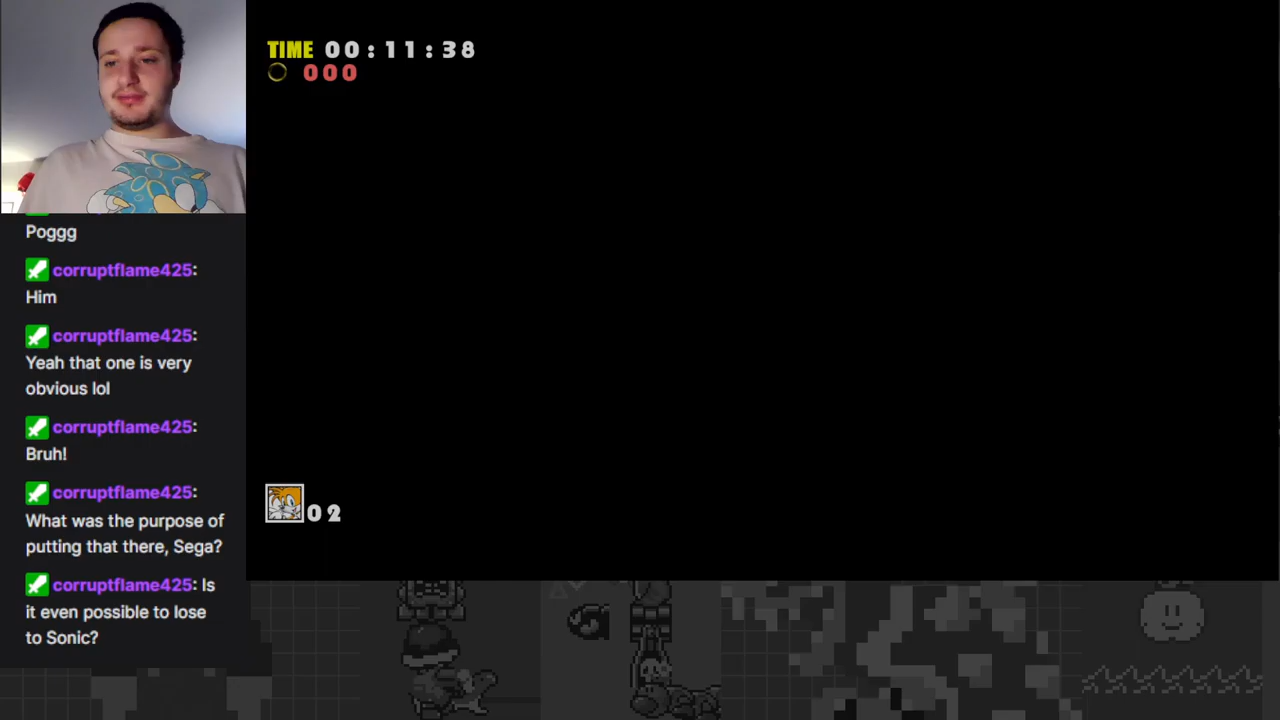 TIME 00:11:38
000
Poggg
corruptflame425:
Him
corruptflame425:
Yeah that one is very
obvious lol
corruptflame425:
Bruh!
corruptflame425:
What was the purpose of
putting that there, Sega?
corruptflame425: Is
it even possible to lose
to Sonic?
02